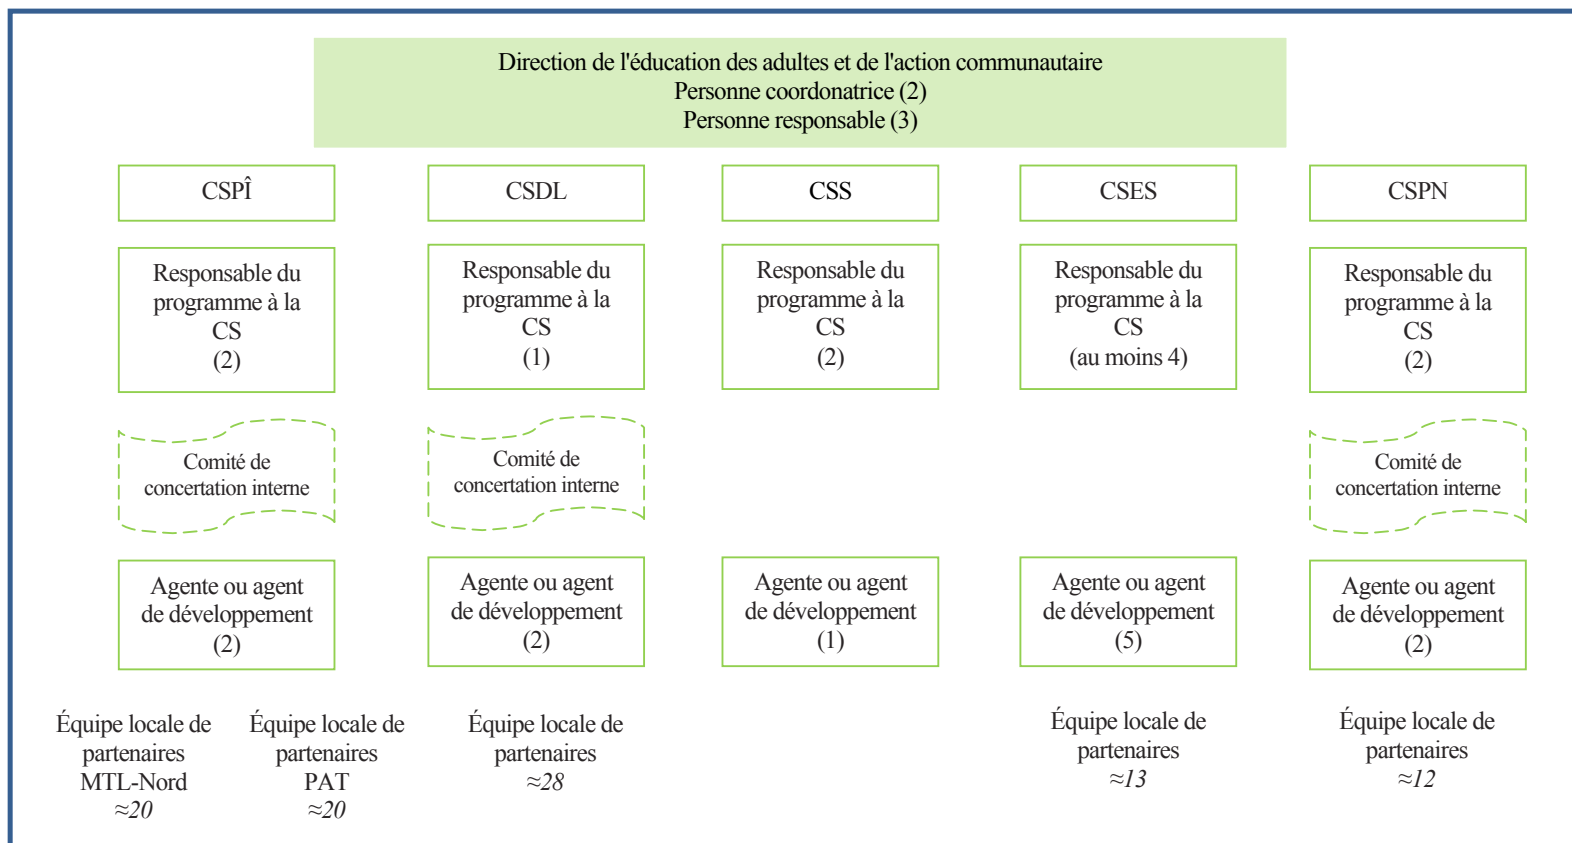 Direction de l'éducation des adultes et de l'action communautaire
Personne coordonatrice (2)
Personne responsable (3)
CSPÎ
CSDL
CSS
CSES
CSPN
Responsable du
programme à la
CS
(2)
Responsable du
programme à la
CS
(1)
Responsable du
programme à la
CS
(2)
Responsable du
programme à la
CS
(au moins 4)
Responsable du
programme à la
CS
(2)
Comité de
concertation interne
Comité de
concertation interne
Comité de
concertation interne
Agente ou agent
de développement
(2)
Agente ou agent
de développement
(2)
Agente ou agent
de développement
(1)
Agente ou agent
de développement
(5)
Agente ou agent
de développement
(2)
Équipe locale de
partenaires
MTL-Nord
≈20
Équipe locale de
partenaires
PAT
≈20
Équipe locale de
partenaires
≈28
Équipe locale de
partenaires
≈13
Équipe locale de
partenaires
≈12